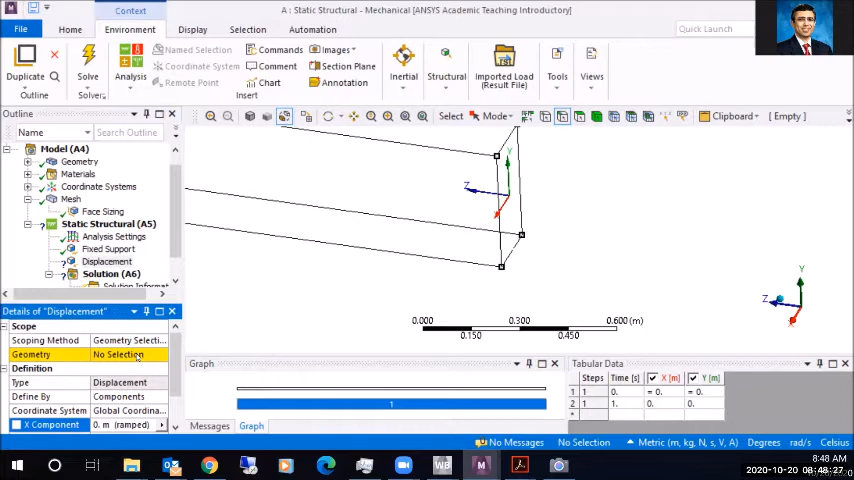 Context
A : Static Structural - Mechanical [ANSYS Academic Teaching Introductory]
File
Home
Environment
Display
Selection
Automation
Quick Launch
Duplicate
Outline
Solve
Solver
Analysis
Named Selection
Coordinate System
Remote Point
Commands
Comment
Chart
Images
Section Plane
Annotation
Insert
Inertial
Structural
Imported Load
(Result File)
Tools
Views
Outline
Name
Search Outline
Select
Mode
Clipboard
[ Empty ]
Model (A4)
Geometry
Materials
Coordinate Systems
Mesh
Face Sizing
Static Structural (A5)
Analysis Settings
Fixed Support
Displacement
Solution (A6)
Solution Informat
Y
Z
Y
Z
X
0.000
0.300
0.600 (m)
0.150
0.450
Details of "Displacement"
Scope
Scoping Method
Geometry Selecti...
Geometry
No Selection
Definition
Type
Displacement
Define By
Components
Coordinate System
Global Coordina...
X Component
0. m (ramped)
Graph
1
Messages
Graph
Tabular Data
Steps
Time [s]
X [m]
Y [m]
1
1
0.
= 0.
= 0.
2
1
1.
0.
0.
*
No Messages
No Selection
Metric (m, kg, N, s, V, A)
Degrees
rad/s
Celsius
WB
M
8:48 AM
2020-10-20 08:48:27